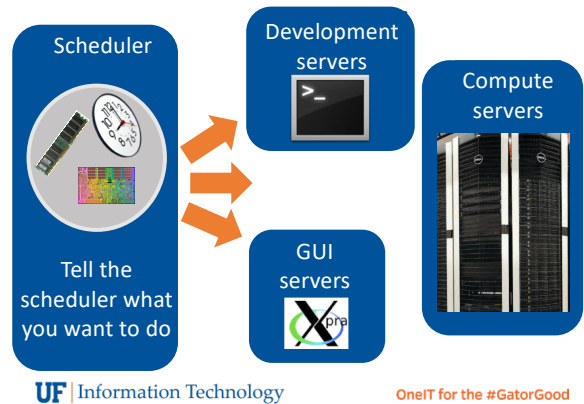 Scheduler
Tell the
scheduler what
you want to do
Development
servers
>_
GUI
servers
Xpra
Compute
servers
UF | Information Technology
OneIT for the #GatorGood